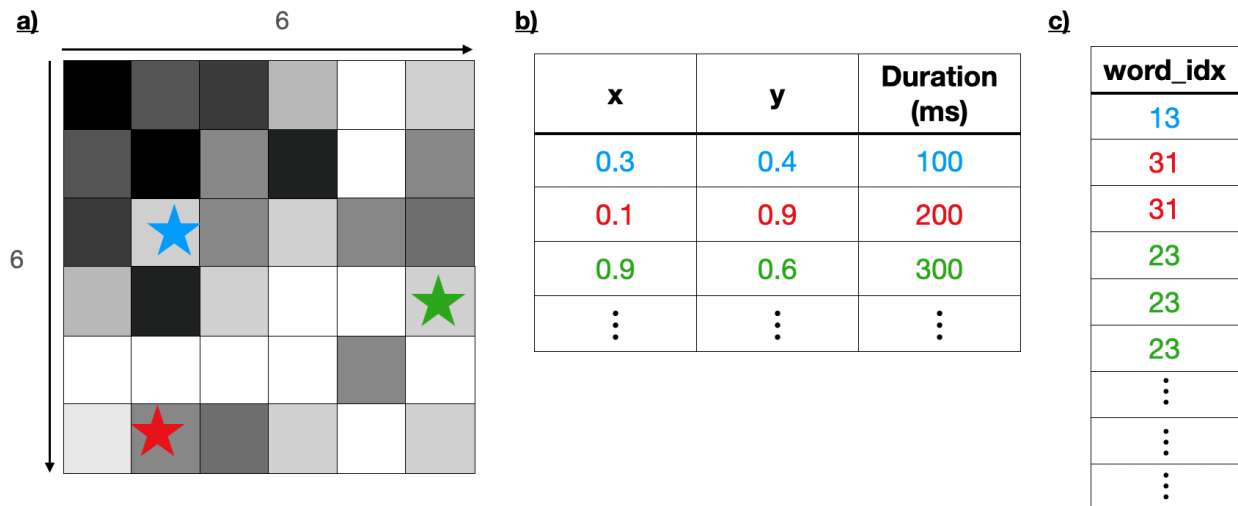 a)
6
6
b)
x y Duration (ms)
0.3 0.4 100
0.1 0.9 200
0.9 0.6 300
⋮ ⋮ ⋮
c)
word_idx
13
31
31
23
23
23
⋮
⋮
⋮